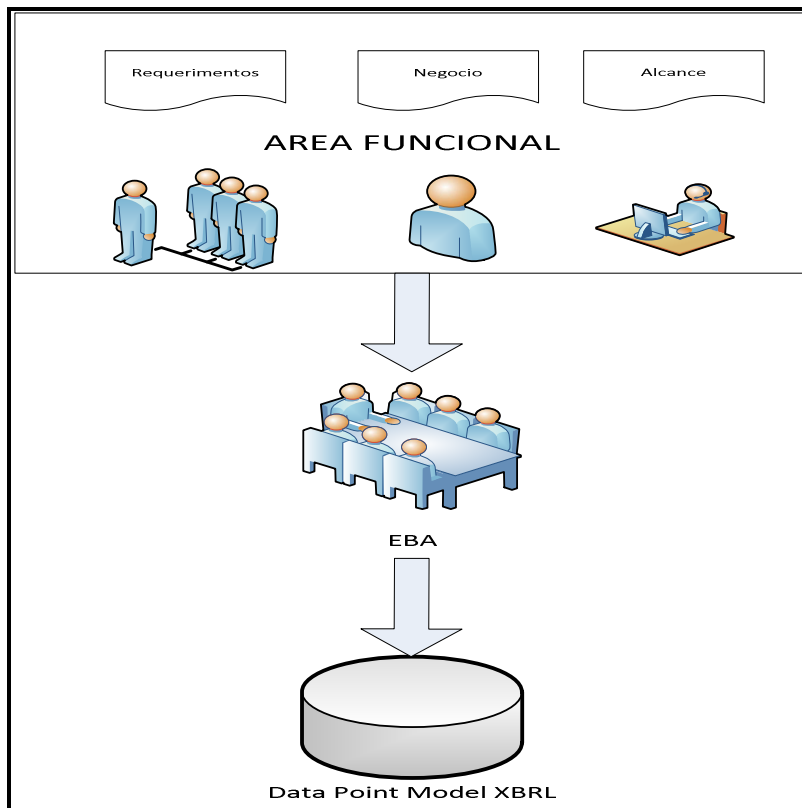 Requerimentos
Negocio
Alcance
AREA FUNCIONAL
EBA
Data Point Model XBRL